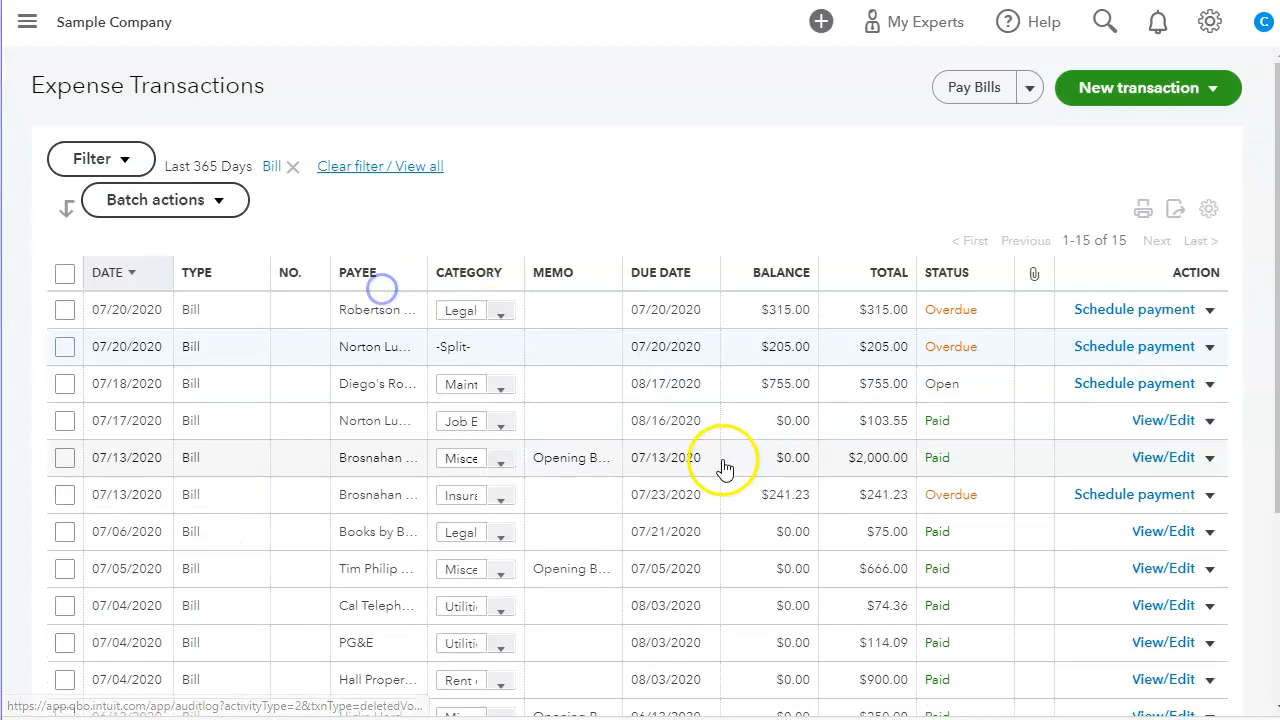 Sample Company My Experts Help C
Expense Transactions Pay Bills New transaction
Filter Last 365 Days Bill Clear filter / View all
Batch actions
< First Previous 1-15 of 15 Next Last >
DATE TYPE NO. PAYEE CATEGORY MEMO DUE DATE BALANCE TOTAL STATUS ACTION
07/20/2020 Bill Robertson ... Legal 07/20/2020 $315.00 $315.00 Overdue Schedule payment
07/20/2020 Bill Norton Lu... -Split- 07/20/2020 $205.00 $205.00 Overdue Schedule payment
07/18/2020 Bill Diego's Ro... Maint 08/17/2020 $755.00 $755.00 Open Schedule payment
07/17/2020 Bill Norton Lu... Job E 08/16/2020 $0.00 $103.55 Paid View/Edit
07/13/2020 Bill Brosnahan ... Misce Opening B... 07/13/2020 $0.00 $2,000.00 Paid View/Edit
07/13/2020 Bill Brosnahan ... Insura 07/23/2020 $241.23 $241.23 Overdue Schedule payment
07/06/2020 Bill Books by B... Legal 07/21/2020 $0.00 $75.00 Paid View/Edit
07/05/2020 Bill Tim Philip ... Misce Opening B... 07/05/2020 $0.00 $666.00 Paid View/Edit
07/04/2020 Bill Cal Teleph... Utiliti 08/03/2020 $0.00 $74.36 Paid View/Edit
07/04/2020 Bill PG&E Utiliti 08/03/2020 $0.00 $114.09 Paid View/Edit
07/04/2020 Bill Hall Proper... Rent 08/03/2020 $0.00 $900.00 Paid View/Edit
https://app.qbo.intuit.com/app/auditlog?activityType=2&txnType=deletedVo...